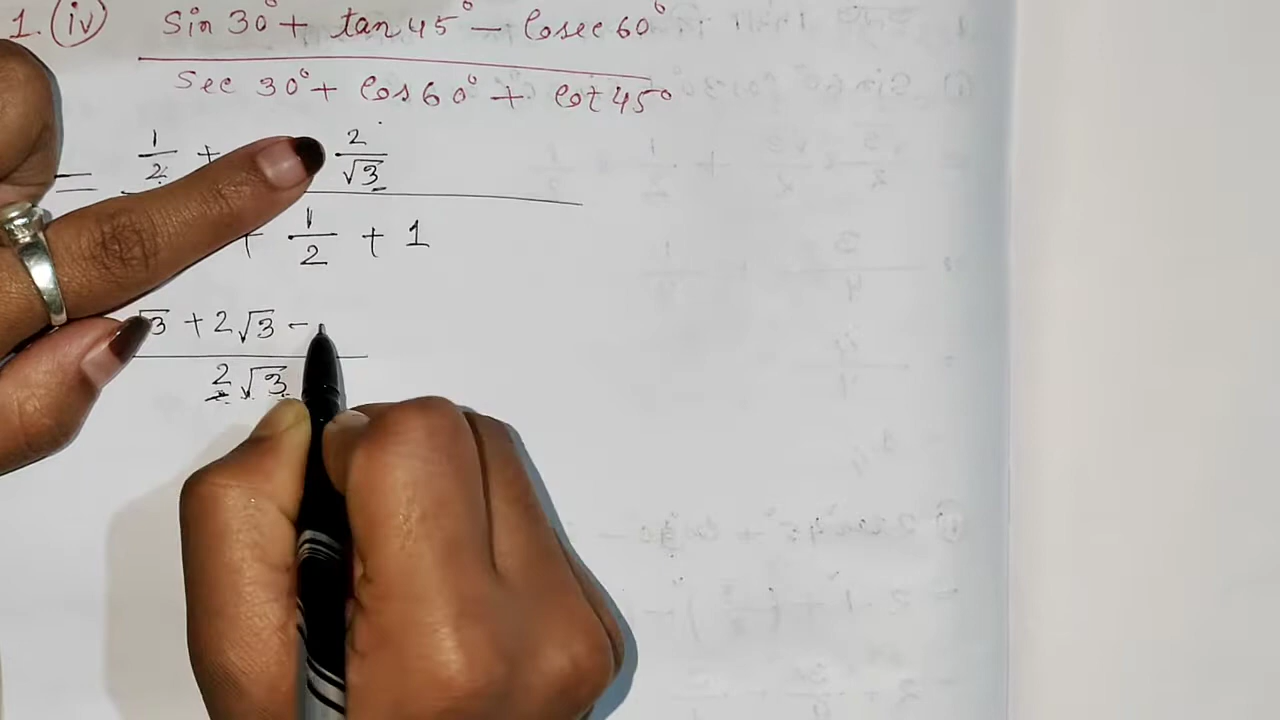 1. (iv) Sin 30° + tan 45° − Cosec 60°
Sec 30° + Cos 60° + Cot 45°
= 1/2 + 2/√3
+ 1/2 + 1
√3 + 2√3 −
2√3